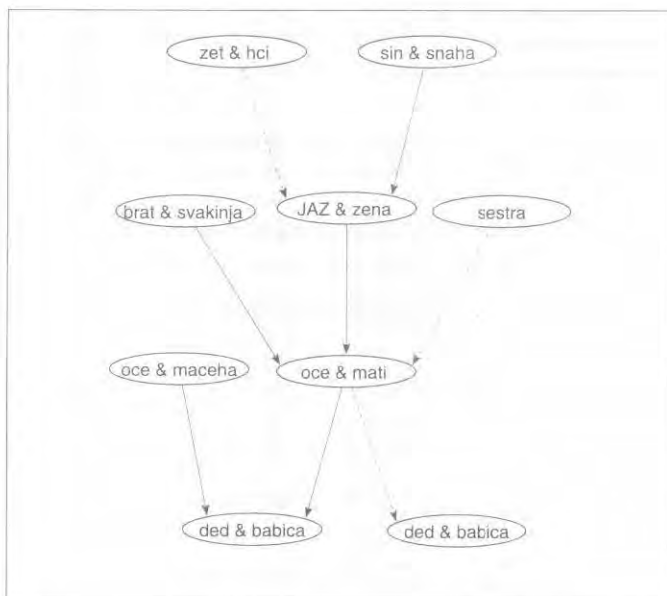 zet & hci
sin & snaha
brat & svakinja
JAZ & zena
sestra
oce & maceha
oce & mati
ded & babica
ded & babica